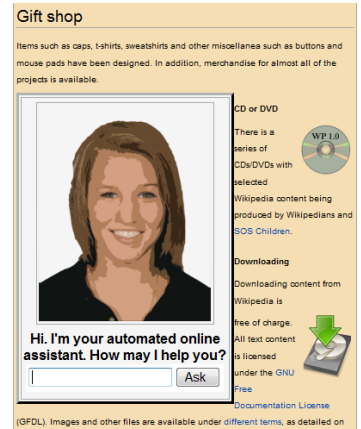 Gift shop
Items such as caps, t-shirts, sweatshirts and other miscellanea such as buttons and
mouse pads have been designed. In addition, merchandise for almost all of the
projects is available.
Hi. I'm your automated online
assistant. How may I help you?
Ask
CD or DVD
There is a
series of
CDs/DVDs with
selected
Wikipedia content being
produced by Wikipedians and
SOS Children.
WP 1.0
Downloading
Downloading content from
Wikipedia is
free of charge.
All text content
is licensed
under the GNU
Free
Documentation License
(GFDL). Images and other files are available under different terms, as detailed on